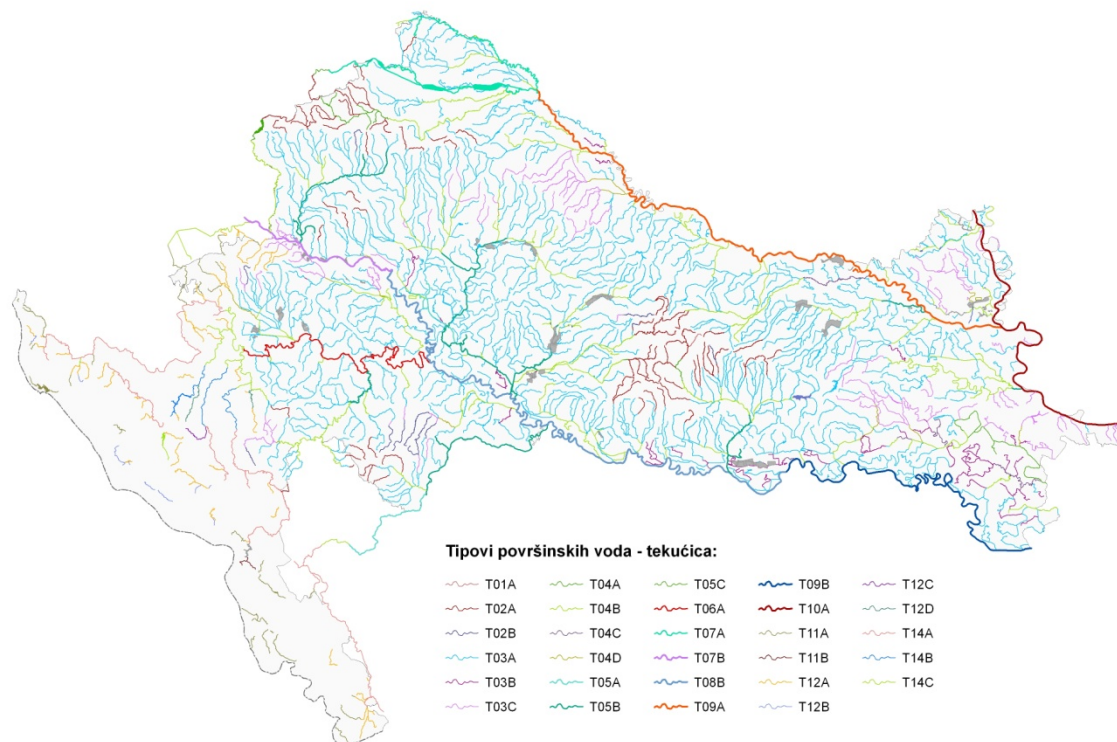 Tipovi površinskih voda - tekućica:
T01A T04A T05C T09B T12C
T02A T04B T06A T10A T12D
T02B T04C T07A T11A T14A
T03A T04D T07B T11B T14B
T03B T05A T08B T12A T14C
T03C T05B T09A T12B